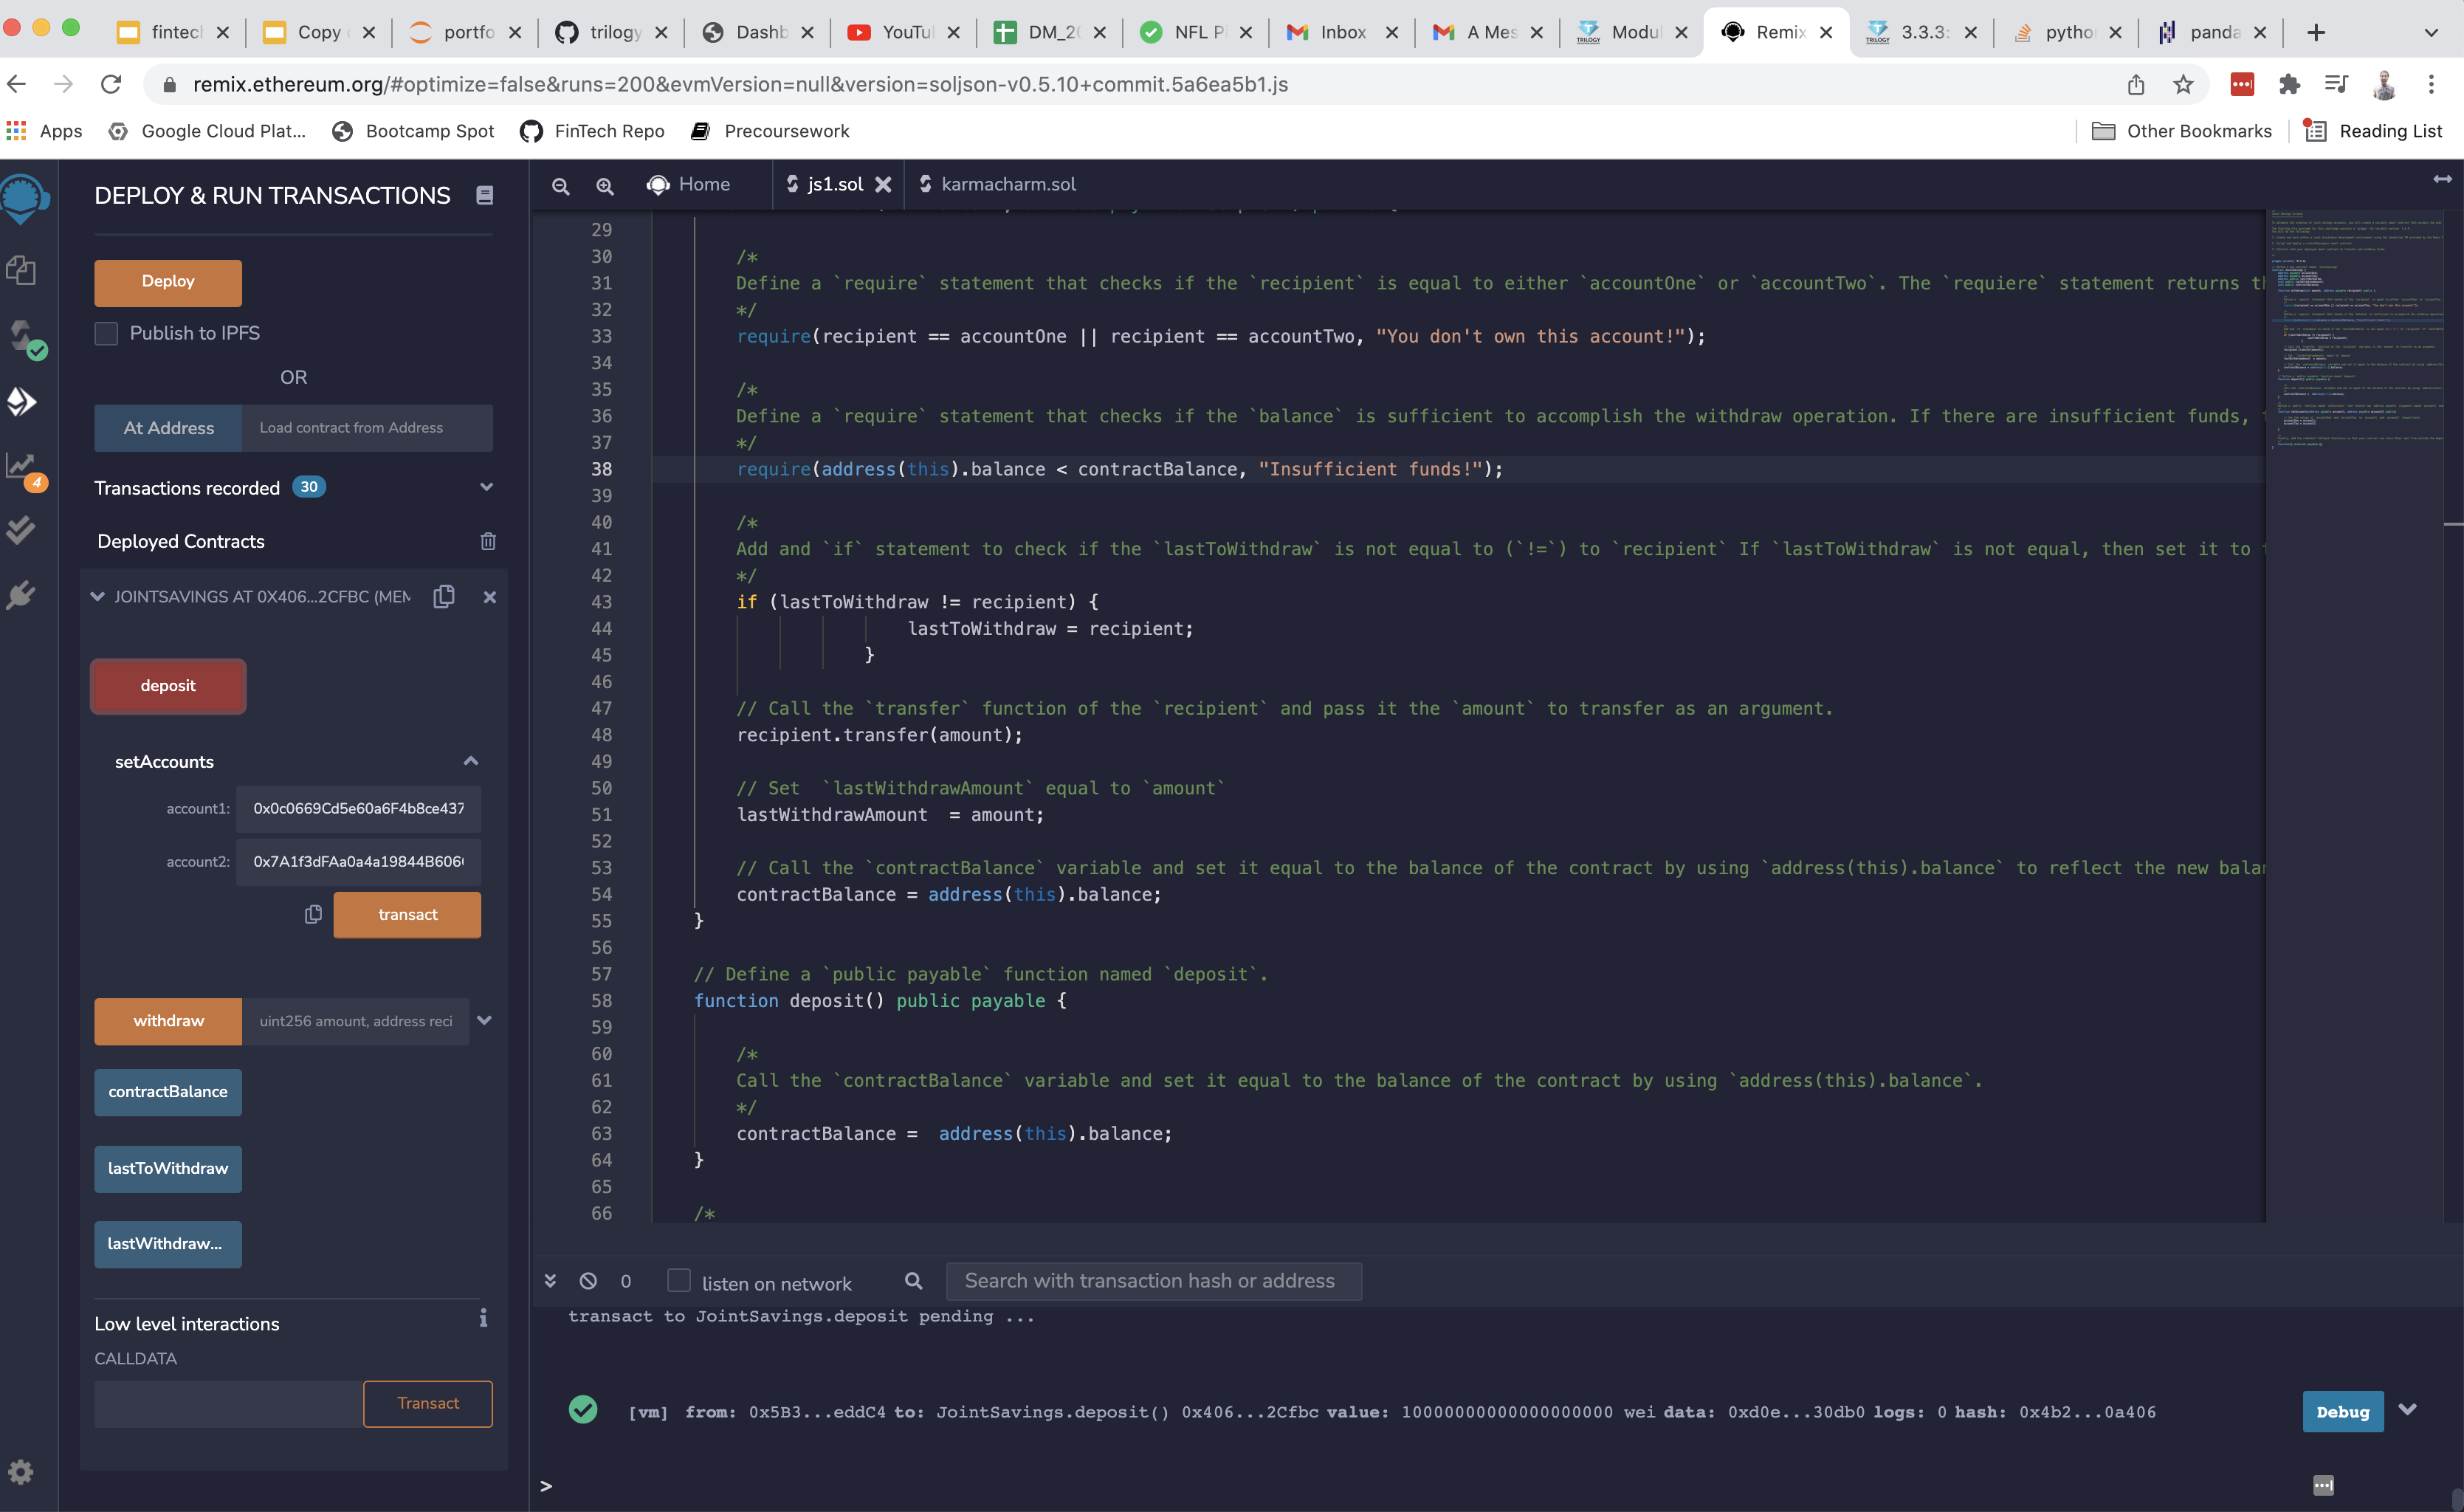 fintec
Copy
portfo
trilogy
Dashb
YouTu
DM_20
NFL P
Inbox
A Mes
Modul
Remix
3.3.3:
pytho
panda
remix.ethereum.org/#optimize=false&runs=200&evmVersion=null&version=soljson-v0.5.10+commit.5a6ea5b1.js
Apps
Google Cloud Plat...
Bootcamp Spot
FinTech Repo
Precoursework
Other Bookmarks
Reading List
DEPLOY & RUN TRANSACTIONS
Deploy
Publish to IPFS
OR
At Address
Load contract from Address
Transactions recorded 30
Deployed Contracts
JOINTSAVINGS AT 0X406...2CFBC (MEM
deposit
setAccounts
account1: 0x0c0669Cd5e60a6F4b8ce437
account2: 0x7A1f3dFAa0a4a19844B606
transact
withdraw
uint256 amount, address reci
contractBalance
lastToWithdraw
lastWithdraw...
Low level interactions
CALLDATA
Transact
4
Home
js1.sol
karmacharm.sol
29
30 /*
31 Define a `require` statement that checks if the `recipient` is equal to either `accountOne` or `accountTwo`. The `requiere` statement returns t
32 */
33 require(recipient == accountOne || recipient == accountTwo, "You don't own this account!");
34
35 /*
36 Define a `require` statement that checks if the `balance` is sufficient to accomplish the withdraw operation. If there are insufficient funds,
37 */
38 require(address(this).balance < contractBalance, "Insufficient funds!");
39
40 /*
41 Add and `if` statement to check if the `lastToWithdraw` is not equal to (`!=`) to `recipient` If `lastToWithdraw` is not equal, then set it to
42 */
43 if (lastToWithdraw != recipient) {
44 lastToWithdraw = recipient;
45 }
46
47 // Call the `transfer` function of the `recipient` and pass it the `amount` to transfer as an argument.
48 recipient.transfer(amount);
49
50 // Set  `lastWithdrawAmount` equal to `amount`
51 lastWithdrawAmount  = amount;
52
53 // Call the `contractBalance` variable and set it equal to the balance of the contract by using `address(this).balance` to reflect the new bala
54 contractBalance = address(this).balance;
55 }
56
57 // Define a `public payable` function named `deposit`.
58 function deposit() public payable {
59
60 /*
61 Call the `contractBalance` variable and set it equal to the balance of the contract by using `address(this).balance`.
62 */
63 contractBalance =  address(this).balance;
64 }
65
66 /*
0
listen on network
Search with transaction hash or address
transact to JointSavings.deposit pending ...
[vm] from: 0x5B3...eddC4 to: JointSavings.deposit() 0x406...2Cfbc value: 10000000000000000000 wei data: 0xd0e...30db0 logs: 0 hash: 0x4b2...0a406
Debug
>